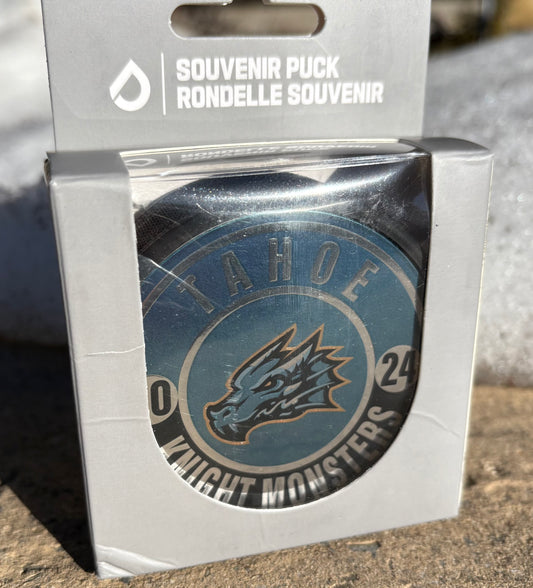 SOUVENIR PUCK
RONDELLE SOUVENIR
TAHOE
0 24
KNIGHT MONSTERS